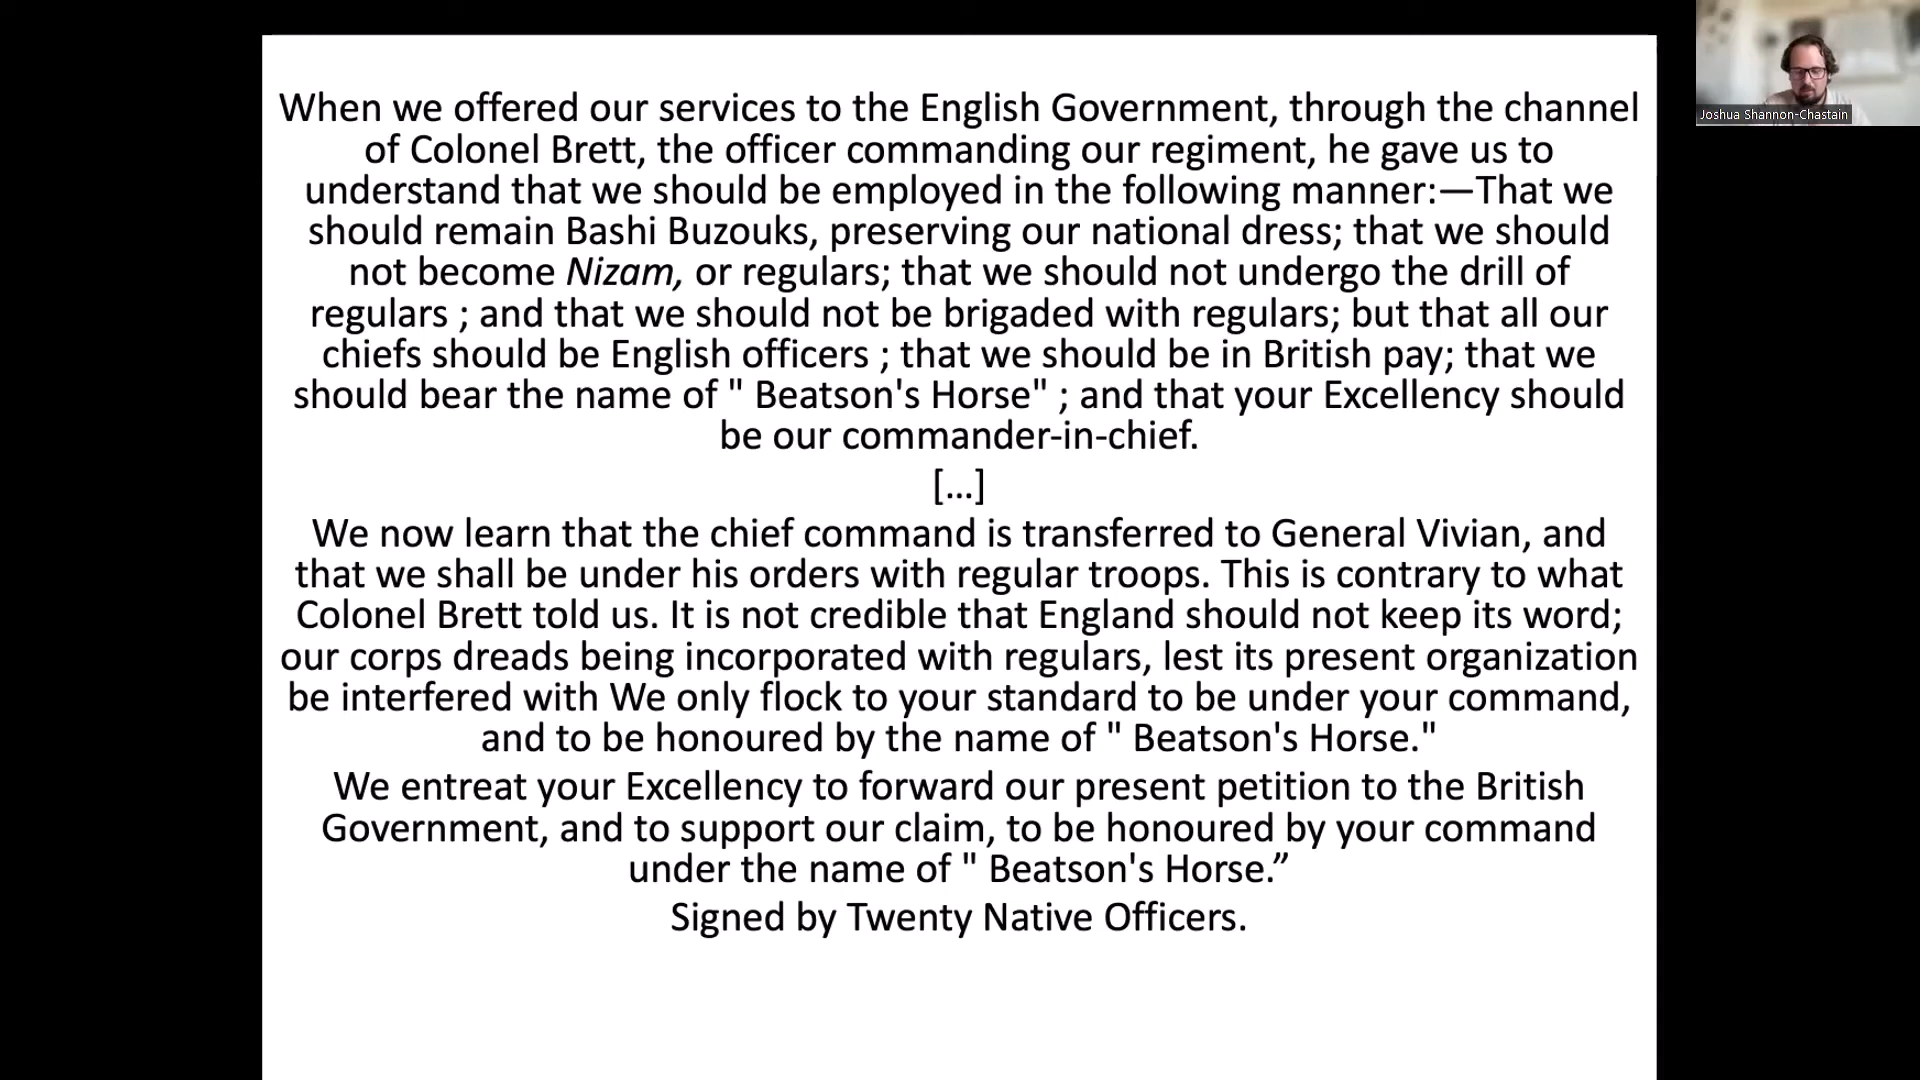 When we offered our services to the English Government, through the channel
of Colonel Brett, the officer commanding our regiment, he gave us to
understand that we should be employed in the following manner:—That we
should remain Bashi Buzouks, preserving our national dress; that we should
not become Nizam, or regulars; that we should not undergo the drill of
regulars ; and that we should not be brigaded with regulars; but that all our
chiefs should be English officers ; that we should be in British pay; that we
should bear the name of " Beatson's Horse" ; and that your Excellency should
be our commander-in-chief.
[...]
We now learn that the chief command is transferred to General Vivian, and
that we shall be under his orders with regular troops. This is contrary to what
Colonel Brett told us. It is not credible that England should not keep its word;
our corps dreads being incorporated with regulars, lest its present organization
be interfered with We only flock to your standard to be under your command,
and to be honoured by the name of " Beatson's Horse."
We entreat your Excellency to forward our present petition to the British
Government, and to support our claim, to be honoured by your command
under the name of " Beatson's Horse.”
Signed by Twenty Native Officers.
Joshua Shannon-Chastain